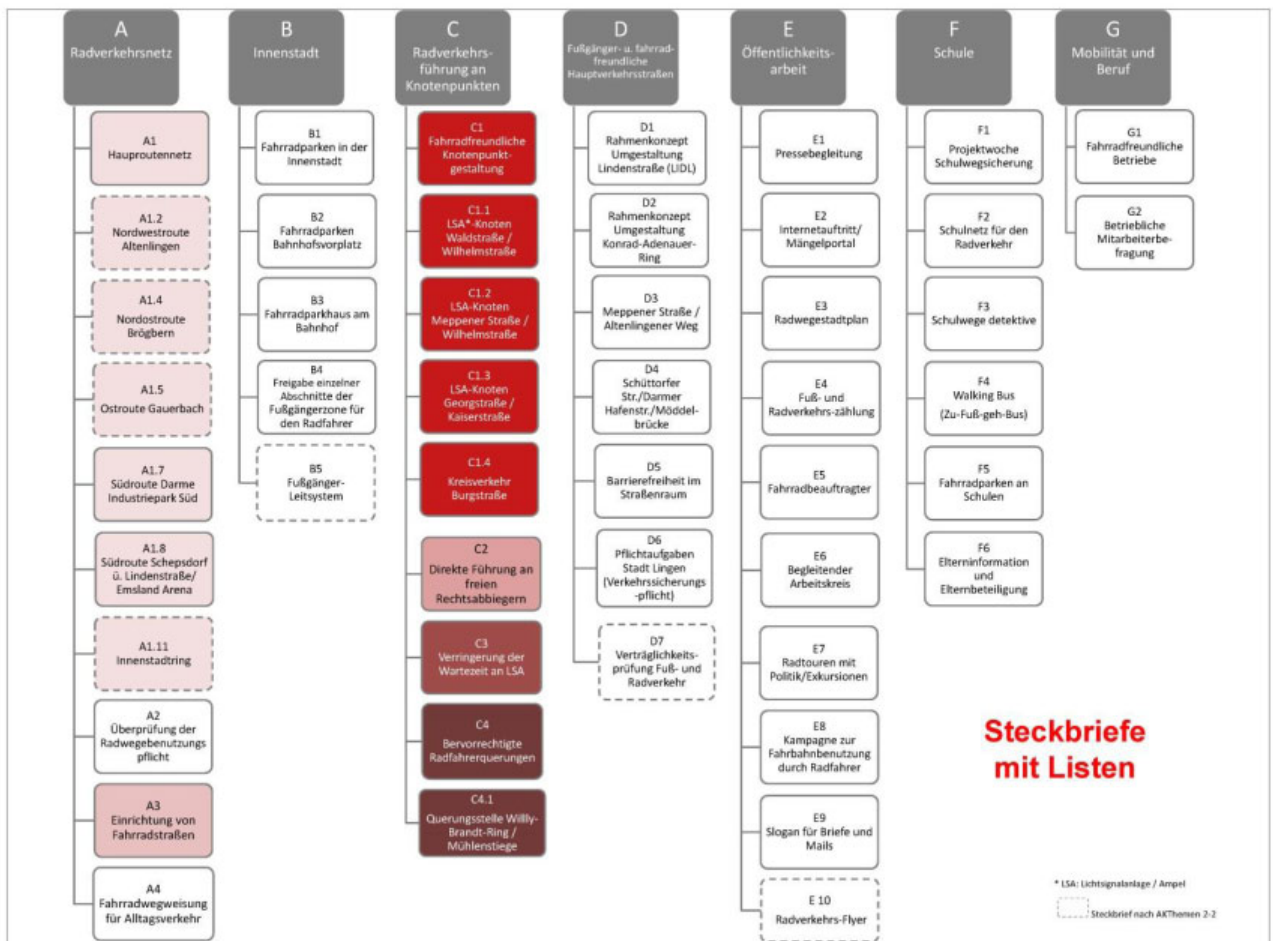 A
Radverkehrsnetz
A1
Hauproutennetz
A1.2
Nordwestroute
Altenlingen
A1.4
Nordostroute
Brögbern
A1.5
Ostroute Gauerbach
A1.7
Südroute Darme
Industriepark Süd
A1.8
Südroute Schepsdorf
ü. Lindenstraße/
Emsland Arena
A1.11
Innenstadtring
A2
Überprüfung der
Radwegebenutzungs
pflicht
A3
Einrichtung von
Fahrradstraßen
A4
Fahrradwegweisung
für Alltagsverkehr
B
Innenstadt
B1
Fahrradparken in der
Innenstadt
B2
Fahrradparken
Bahnhofsvorplatz
B3
Fahrradparkhaus am
Bahnhof
B4
Freigabe einzelner
Abschnitte der
Fußgängerzone für
den Radfahrer
B5
Fußgänger-
Leitsystem
C
Radverkehrs-
führung an
Knotenpunkten
C1
Fahrradfreundliche
Knotenpunkt-
gestaltung
C1.1
LSA*-Knoten
Waldstraße /
Wilhelmstraße
C1.2
LSA-Knoten
Meppener Straße /
Wilhelmstraße
C1.3
LSA-Knoten
Georgstraße /
Kaiserstraße
C1.4
Kreisverkehr
Burgstraße
C2
Direkte Führung an
freien
Rechtsabbiegern
C3
Verringerung der
Wartezeit an LSA
C4
Bervorrechtigte
Radfahrerquerungen
C4.1
Querungsstelle Willly-
Brandt-Ring /
Mühlenstiege
D
Fußgänger- u. fahrrad-
freundliche
Hauptverkehrsstraßen
D1
Rahmenkonzept
Umgestaltung
Lindenstraße (LIDL)
D2
Rahmenkonzept
Umgestaltung
Konrad-Adenauer-
Ring
D3
Meppener Straße /
Altenlingener Weg
D4
Schüttorfer
Str./Darmer
Hafenstr./Möddel-
brücke
D5
Barrierefreiheit im
Straßenraum
D6
Pflichtaufgaben
Stadt Lingen
(Verkehrssicherungs
-pflicht)
D7
Verträglichkeits-
prüfung Fuß- und
Radverkehr
E
Öffentlichkeits-
arbeit
E1
Pressebegleitung
E2
Internetauftritt/
Mängelportal
E3
Radwegestadtplan
E4
Fuß- und
Radverkehrs-zählung
E5
Fahrradbeauftragter
E6
Begleitender
Arbeitskreis
E7
Radtouren mit
Politik/Exkursionen
E8
Kampagne zur
Fahrbahnbenutzung
durch Radfahrer
E9
Slogan für Briefe und
Mails
E 10
Radverkehrs-Flyer
F
Schule
F1
Projektwoche
Schulwegsicherung
F2
Schulnetz für den
Radverkehr
F3
Schulwege detektive
F4
Walking Bus
(Zu-Fuß-geh-Bus)
F5
Fahrradparken an
Schulen
F6
Elterninformation
und
Elternbeteiligung
G
Mobilität und
Beruf
G1
Fahrradfreundliche
Betriebe
G2
Betriebliche
Mitarbeiterbe-
fragung
Steckbriefe
mit Listen
* LSA: Lichtsignalanlage / Ampel
Steckbrief nach AKThemen 2-2